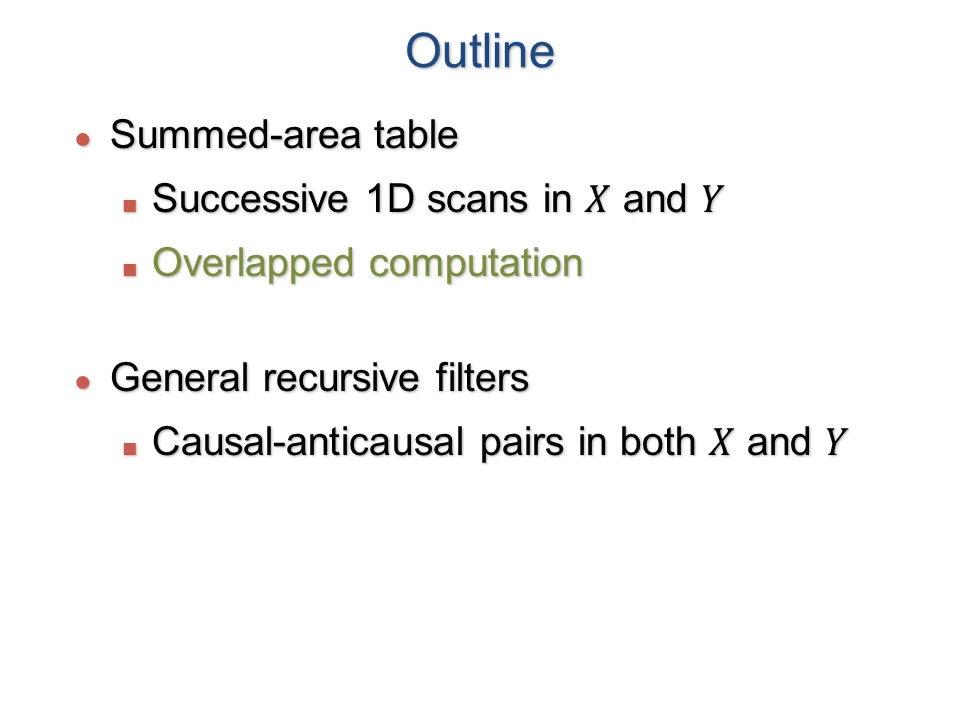 Outline
● Summed-area table
■ Successive 1D scans in 𝑋 and 𝑌
■ Overlapped computation
● General recursive filters
■ Causal-anticausal pairs in both 𝑋 and 𝑌